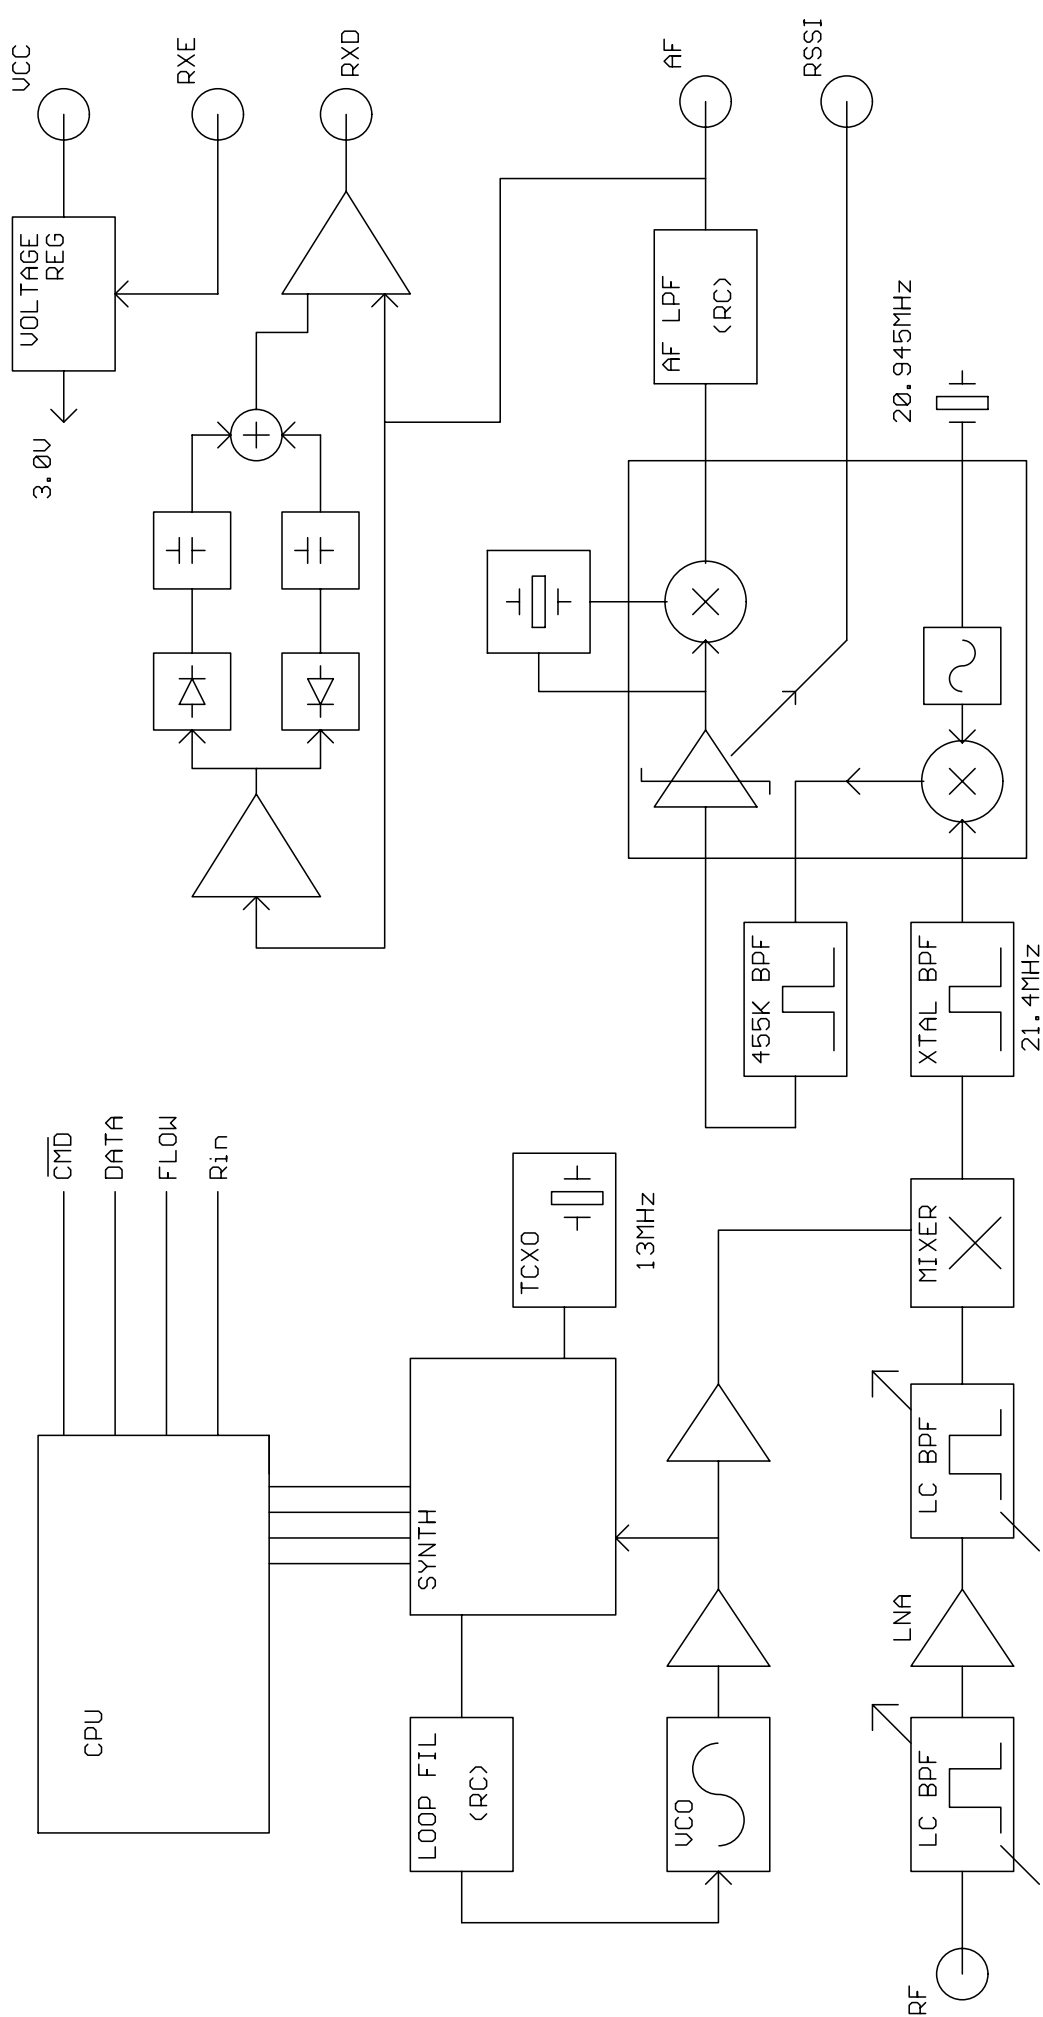 VCC
RXE
RXD
AF
RSSI
VOLTAGE
REG
3.0V
AF LPF
(RC)
20.945MHz
455K BPF
XTAL BPF
21.4MHz
CMD
DATA
FLOW
Rin
TCXO
13MHz
MIXER
CPU
SYNTH
LOOP FIL
(RC)
VCO
LC BPF
LNA
LC BPF
RF